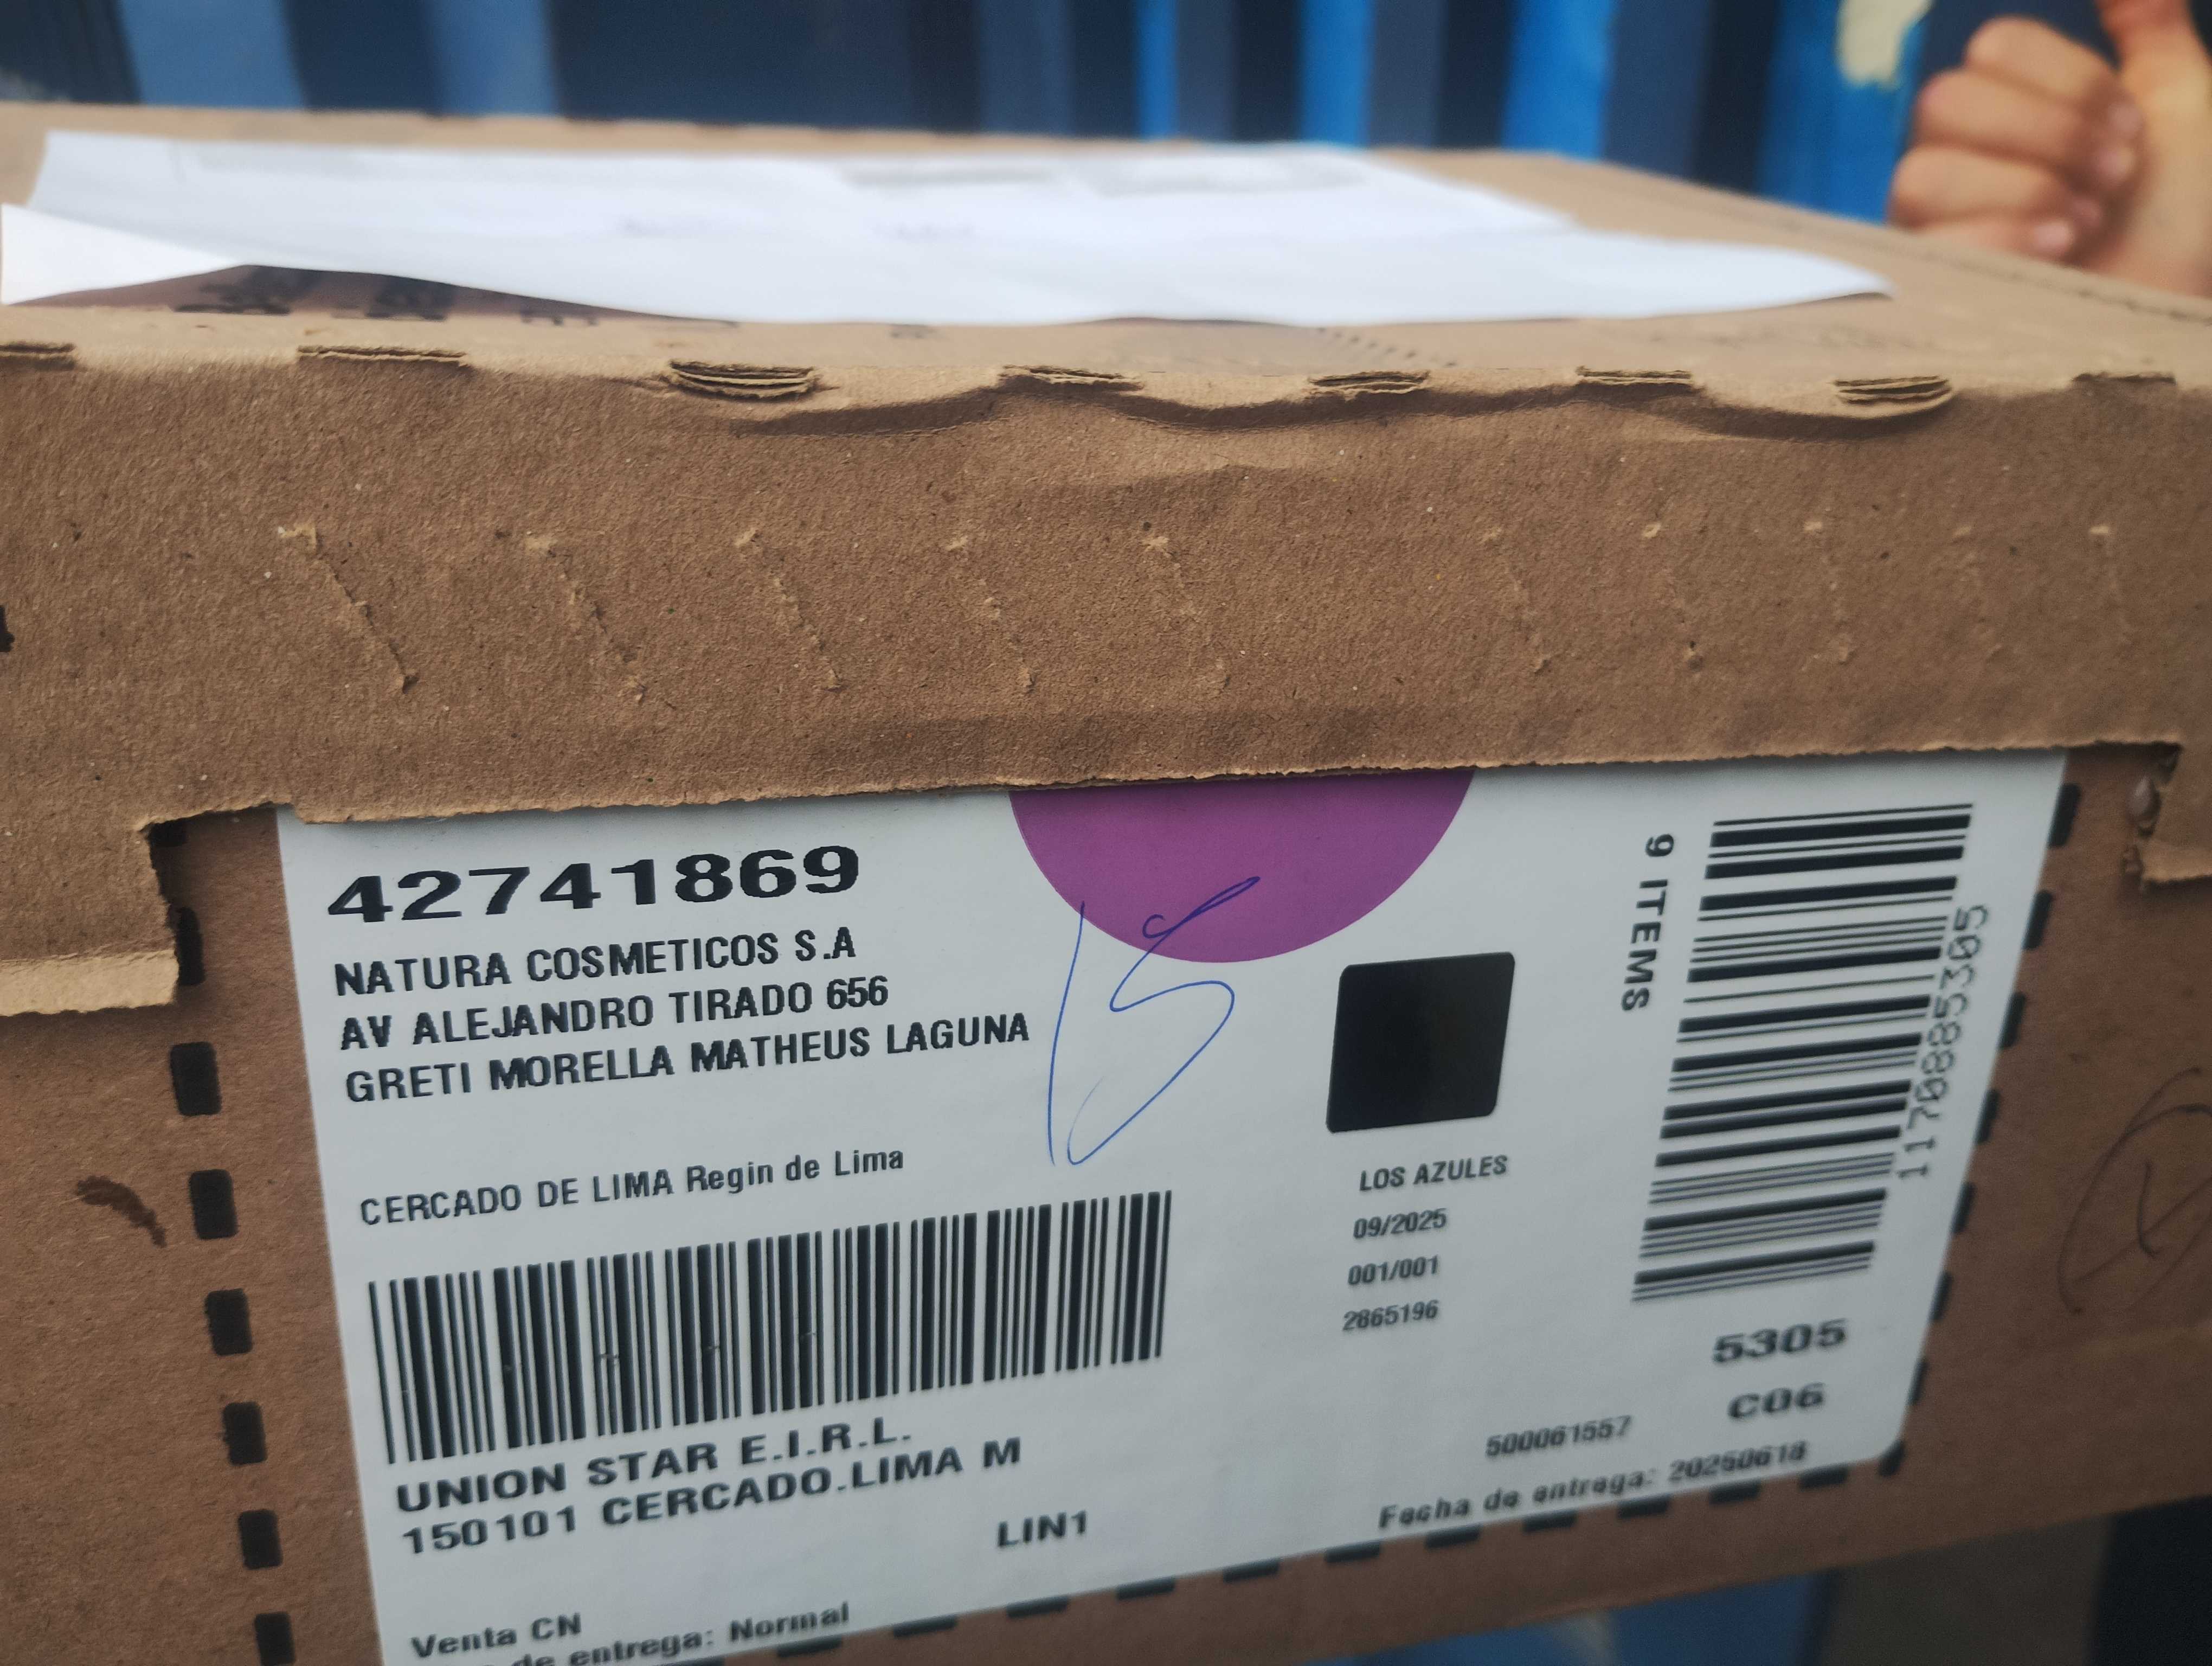 42741869
NATURA COSMETICOS S.A
AV ALEJANDRO TIRADO 656
GRETI MORELLA MATHEUS LAGUNA
15
CERCADO DE LIMA Regin de Lima
UNION STAR E.I.R.L.
150101 CERCADO.LIMA M
LIN1
Venta CN
de entrega: Normal
LOS AZULES
09/2025
001/001
2865196
9 ITEMS
1170885305
5305
C06
500061557
Fecha de entrega: 20250618